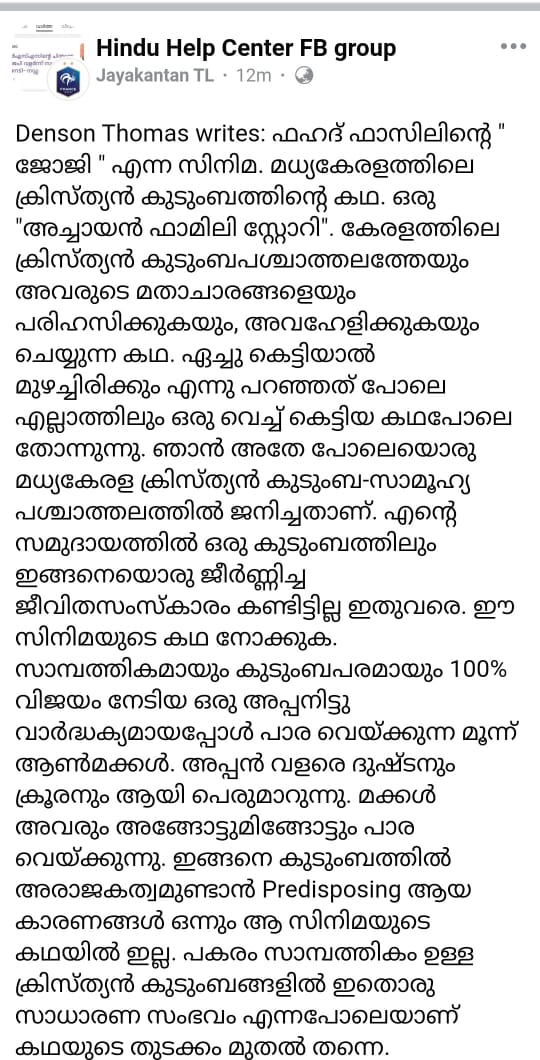 Hindu Help Center FB group
Jayakantan TL · 12m ·
FRANCE
Denson Thomas writes: ഫഹദ് ഫാസിലിന്റെ "
ജോജി " എന്ന സിനിമ. മധ്യകേരളത്തിലെ
ക്രിസ്ത്യൻ കുടുംബത്തിന്റെ കഥ. ഒരു
"അച്ചായൻ ഫാമിലി സ്റ്റോറി". കേരളത്തിലെ
ക്രിസ്ത്യൻ കുടുംബപശ്ചാത്തലത്തേയും
അവരുടെ മതാചാരങ്ങളെയും
പരിഹസിക്കുകയും, അവഹേളിക്കുകയും
ചെയ്യുന്ന കഥ. ഏച്ചു കെട്ടിയാൽ
മുഴച്ചിരിക്കും എന്നു പറഞ്ഞത് പോലെ
എല്ലാത്തിലും ഒരു വെച്ച് കെട്ടിയ കഥപോലെ
തോന്നുന്നു. ഞാൻ അതേ പോലെയൊരു
മധ്യകേരള ക്രിസ്ത്യൻ കുടുംബ-സാമൂഹ്യ
പശ്ചാത്തലത്തിൽ ജനിച്ചതാണ്. എന്റെ
സമുദായത്തിൽ ഒരു കുടുംബത്തിലും
ഇങ്ങനെയൊരു ജീർണ്ണിച്ച
ജീവിതസംസ്കാരം കണ്ടിട്ടില്ല ഇതുവരെ. ഈ
സിനിമയുടെ കഥ നോക്കുക.
സാമ്പത്തികമായും കുടുംബപരമായും 100%
വിജയം നേടിയ ഒരു അപ്പനിട്ടു
വാർദ്ധക്യമായപ്പോൾ പാര വെയ്ക്കുന്ന മൂന്ന്
ആൺമക്കൾ. അപ്പൻ വളരെ ദുഷ്ടനും
ക്രൂരനും ആയി പെരുമാറുന്നു. മക്കൾ
അവരും അങ്ങോട്ടുമിങ്ങോട്ടും പാര
വെയ്ക്കുന്നു. ഇങ്ങനെ കുടുംബത്തിൽ
അരാജകത്വമുണ്ടാൻ Predisposing ആയ
കാരണങ്ങൾ ഒന്നും ആ സിനിമയുടെ
കഥയിൽ ഇല്ല. പകരം സാമ്പത്തികം ഉള്ള
ക്രിസ്ത്യൻ കുടുംബങ്ങളിൽ ഇതൊരു
സാധാരണ സംഭവം എന്നപോലെയാണ്
കഥയുടെ തുടക്കം മുതൽ തന്നെ.